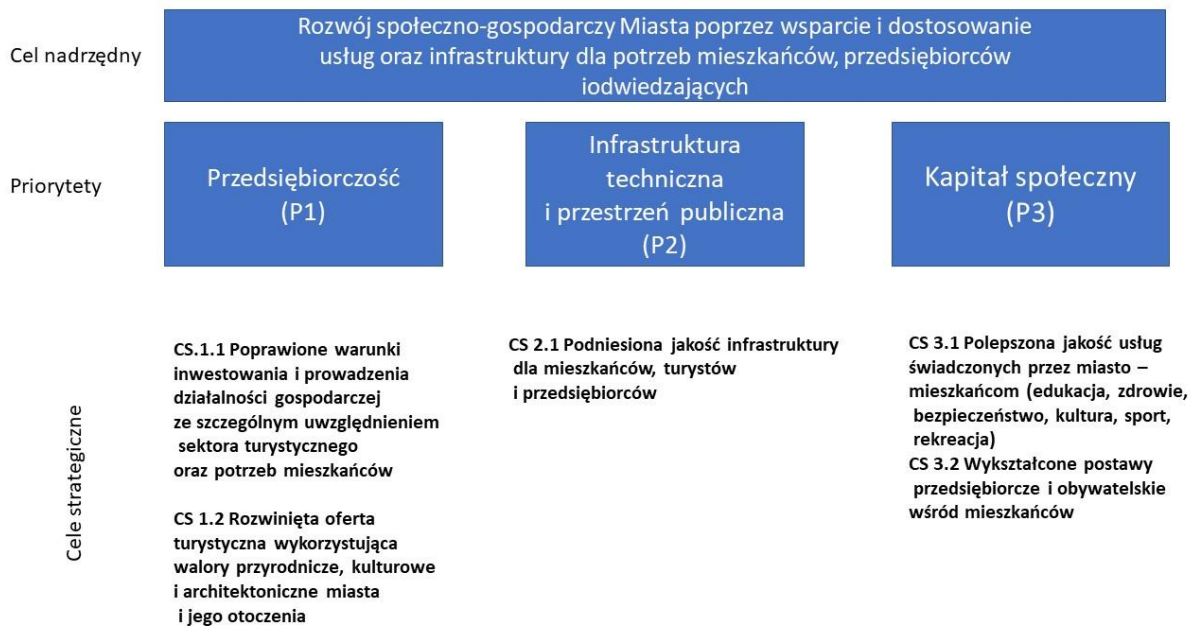 Cel nadrzędny
Rozwój społeczno-gospodarczy Miasta poprzez wsparcie i dostosowanie
usług oraz infrastruktury dla potrzeb mieszkańców, przedsiębiorców
iodwiedzających
Priorytety
Przedsiębiorczość
(P1)
Infrastruktura
techniczna
i przestrzeń publiczna
(P2)
Kapitał społeczny
(P3)
Cele strategiczne
CS.1.1 Poprawione warunki
inwestowania i prowadzenia
działalności gospodarczej
ze szczególnym uwzględnieniem
sektora turystycznego
oraz potrzeb mieszkańców
CS 1.2 Rozwinięta oferta
turystyczna wykorzystująca
walory przyrodnicze, kulturowe
i architektoniczne miasta
i jego otoczenia
CS 2.1 Podniesiona jakość infrastruktury
dla mieszkańców, turystów
i przedsiębiorców
CS 3.1 Polepszona jakość usług
świadczonych przez miasto –
mieszkańcom (edukacja, zdrowie,
bezpieczeństwo, kultura, sport,
rekreacja)
CS 3.2 Wykształcone postawy
przedsiębiorcze i obywatelskie
wśród mieszkańców